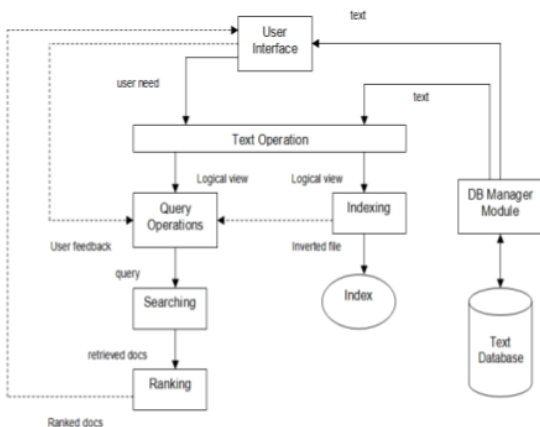 text
User
Interface
user need
text
Text Operation
Logical view
Logical view
Query
Operations
Indexing
DB Manager
Module
User feedback
Inverted file
query
Searching
Index
Text
Database
retrieved docs
Ranking
Ranked docs